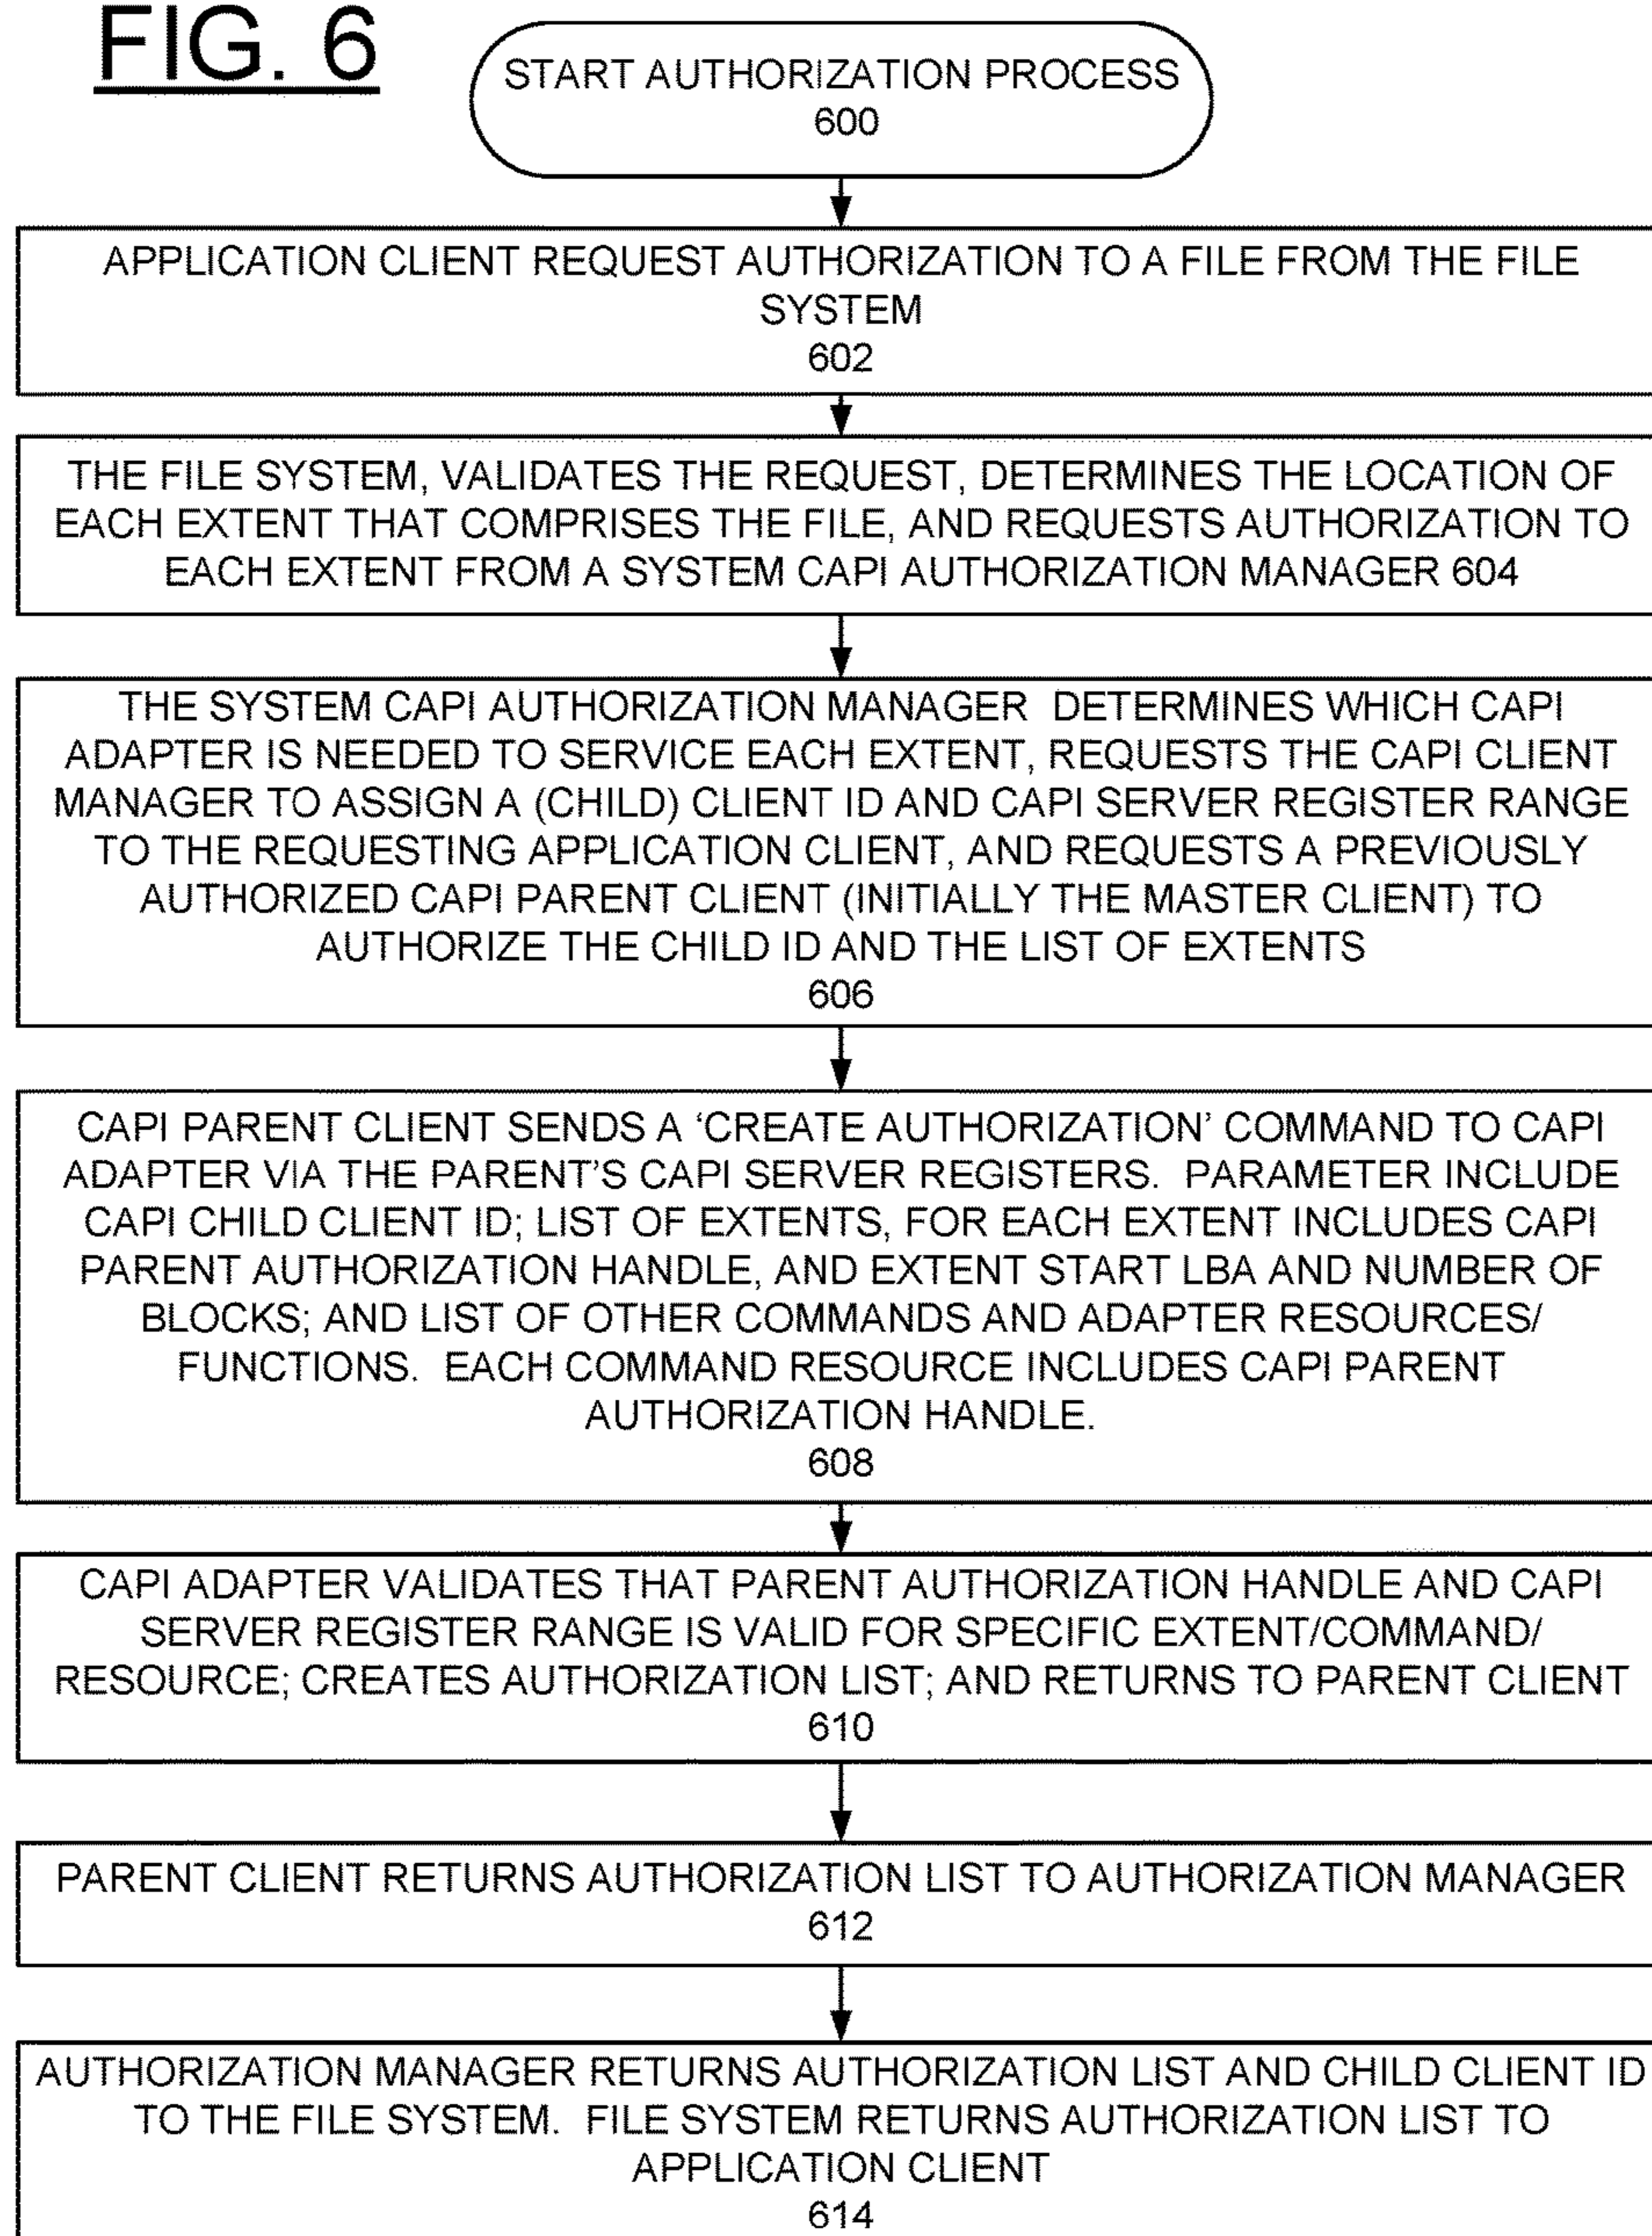 FIG. 6
START AUTHORIZATION PROCESS
600
APPLICATION CLIENT REQUEST AUTHORIZATION TO A FILE FROM THE FILE
SYSTEM
602
THE FILE SYSTEM, VALIDATES THE REQUEST, DETERMINES THE LOCATION OF
EACH EXTENT THAT COMPRISES THE FILE, AND REQUESTS AUTHORIZATION TO
EACH EXTENT FROM A SYSTEM CAPI AUTHORIZATION MANAGER 604
THE SYSTEM CAPI AUTHORIZATION MANAGER DETERMINES WHICH CAPI
ADAPTER IS NEEDED TO SERVICE EACH EXTENT, REQUESTS THE CAPI CLIENT
MANAGER TO ASSIGN A (CHILD) CLIENT ID AND CAPI SERVER REGISTER RANGE
TO THE REQUESTING APPLICATION CLIENT, AND REQUESTS A PREVIOUSLY
AUTHORIZED CAPI PARENT CLIENT (INITIALLY THE MASTER CLIENT) TO
AUTHORIZE THE CHILD ID AND THE LIST OF EXTENTS
606
CAPI PARENT CLIENT SENDS A ‘CREATE AUTHORIZATION’ COMMAND TO CAPI
ADAPTER VIA THE PARENT’S CAPI SERVER REGISTERS. PARAMETER INCLUDE
CAPI CHILD CLIENT ID; LIST OF EXTENTS, FOR EACH EXTENT INCLUDES CAPI
PARENT AUTHORIZATION HANDLE, AND EXTENT START LBA AND NUMBER OF
BLOCKS; AND LIST OF OTHER COMMANDS AND ADAPTER RESOURCES/
FUNCTIONS. EACH COMMAND RESOURCE INCLUDES CAPI PARENT
AUTHORIZATION HANDLE.
608
CAPI ADAPTER VALIDATES THAT PARENT AUTHORIZATION HANDLE AND CAPI
SERVER REGISTER RANGE IS VALID FOR SPECIFIC EXTENT/COMMAND/
RESOURCE; CREATES AUTHORIZATION LIST; AND RETURNS TO PARENT CLIENT
610
PARENT CLIENT RETURNS AUTHORIZATION LIST TO AUTHORIZATION MANAGER
612
AUTHORIZATION MANAGER RETURNS AUTHORIZATION LIST AND CHILD CLIENT ID
TO THE FILE SYSTEM. FILE SYSTEM RETURNS AUTHORIZATION LIST TO
APPLICATION CLIENT
614